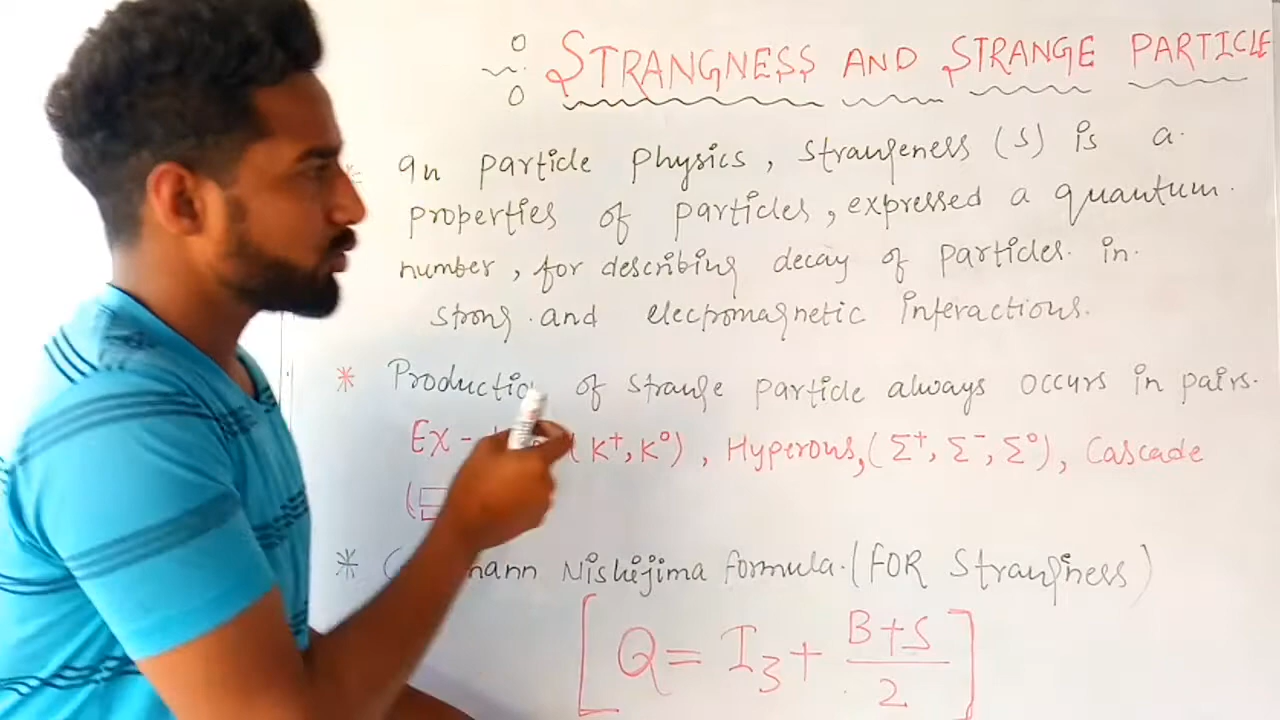 STRANGNESS AND STRANGE PARTICLE
* In particle physics, Strangeness (S) is a
properties of particles, expressed a quantum
number, for describing decay of particles in
strong and electromagnetic interactions.
* Production of strange particle always occurs in pairs.
Ex - (K⁺, K⁰), Hyperons, (Σ⁺, Σ⁻, Σ⁰), Cascade
* Nishijima formula. (FOR Strangness)
[Q = I₃ + (B+S)/2]